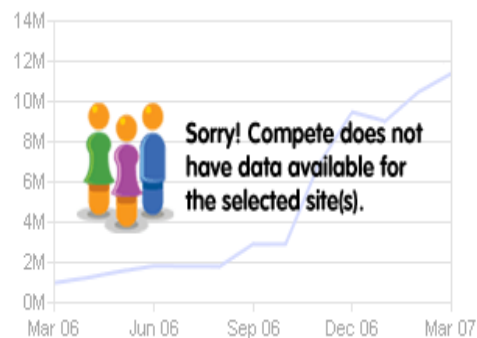 14M
12M
10M
8M
6M
4M
2M
0M
Sorry! Compete does not
have data available for
the selected site(s).
Mar 06 Jun 06 Sep 06 Dec 06 Mar 07